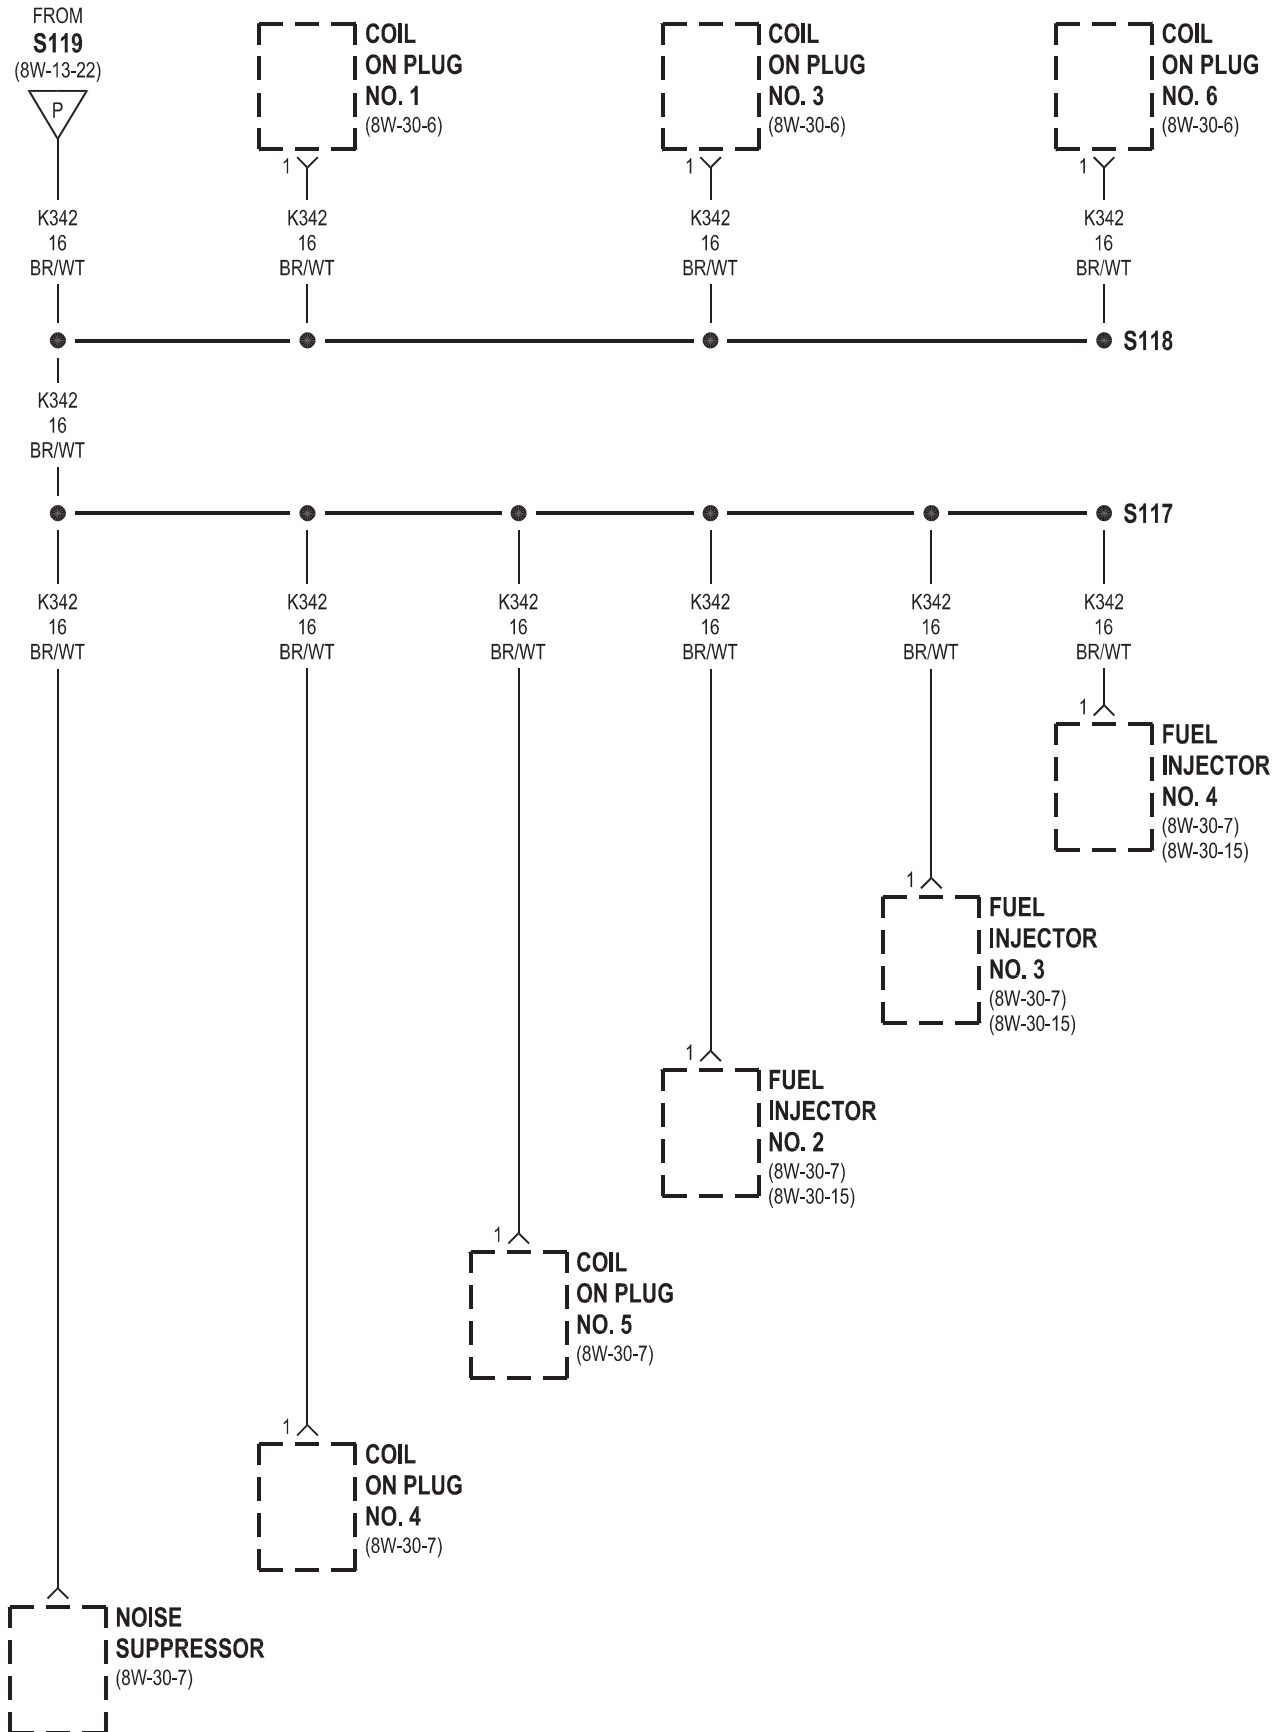 FROM
S119
(8W-13-22)
P
COIL
ON PLUG
NO. 1
(8W-30-6)
COIL
ON PLUG
NO. 3
(8W-30-6)
COIL
ON PLUG
NO. 6
(8W-30-6)
1
1
1
K342
16
BR/WT
K342
16
BR/WT
K342
16
BR/WT
K342
16
BR/WT
S118
K342
16
BR/WT
S117
K342
16
BR/WT
K342
16
BR/WT
K342
16
BR/WT
K342
16
BR/WT
K342
16
BR/WT
K342
16
BR/WT
1
FUEL
INJECTOR
NO. 4
(8W-30-7)
(8W-30-15)
1
FUEL
INJECTOR
NO. 3
(8W-30-7)
(8W-30-15)
1
FUEL
INJECTOR
NO. 2
(8W-30-7)
(8W-30-15)
1
COIL
ON PLUG
NO. 5
(8W-30-7)
1
COIL
ON PLUG
NO. 4
(8W-30-7)
NOISE
SUPPRESSOR
(8W-30-7)